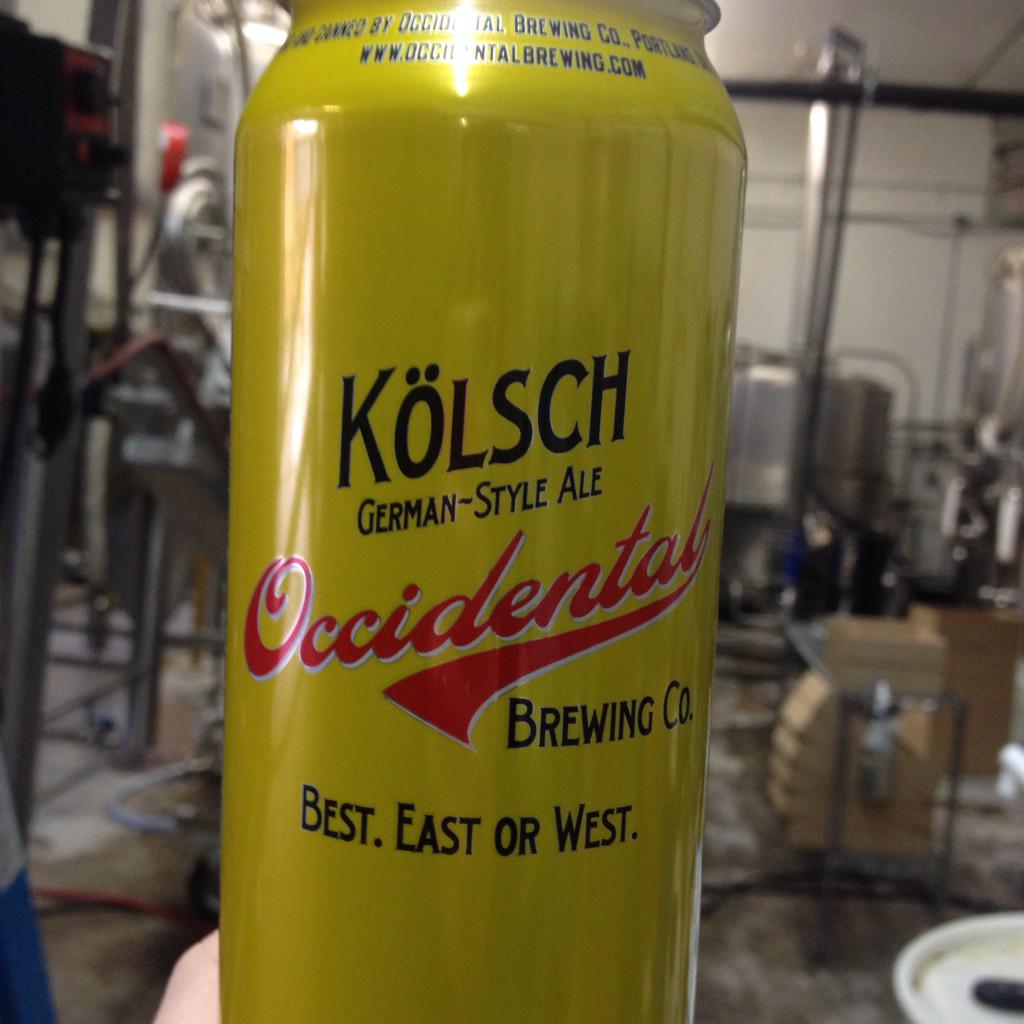 AND CANNED BY OCCIDENTAL BREWING CO., PORTLAND
WWW.OCCIDENTALBREWING.COM
KÖLSCH
GERMAN~STYLE ALE
Occidental
BREWING CO.
BEST. EAST OR WEST.